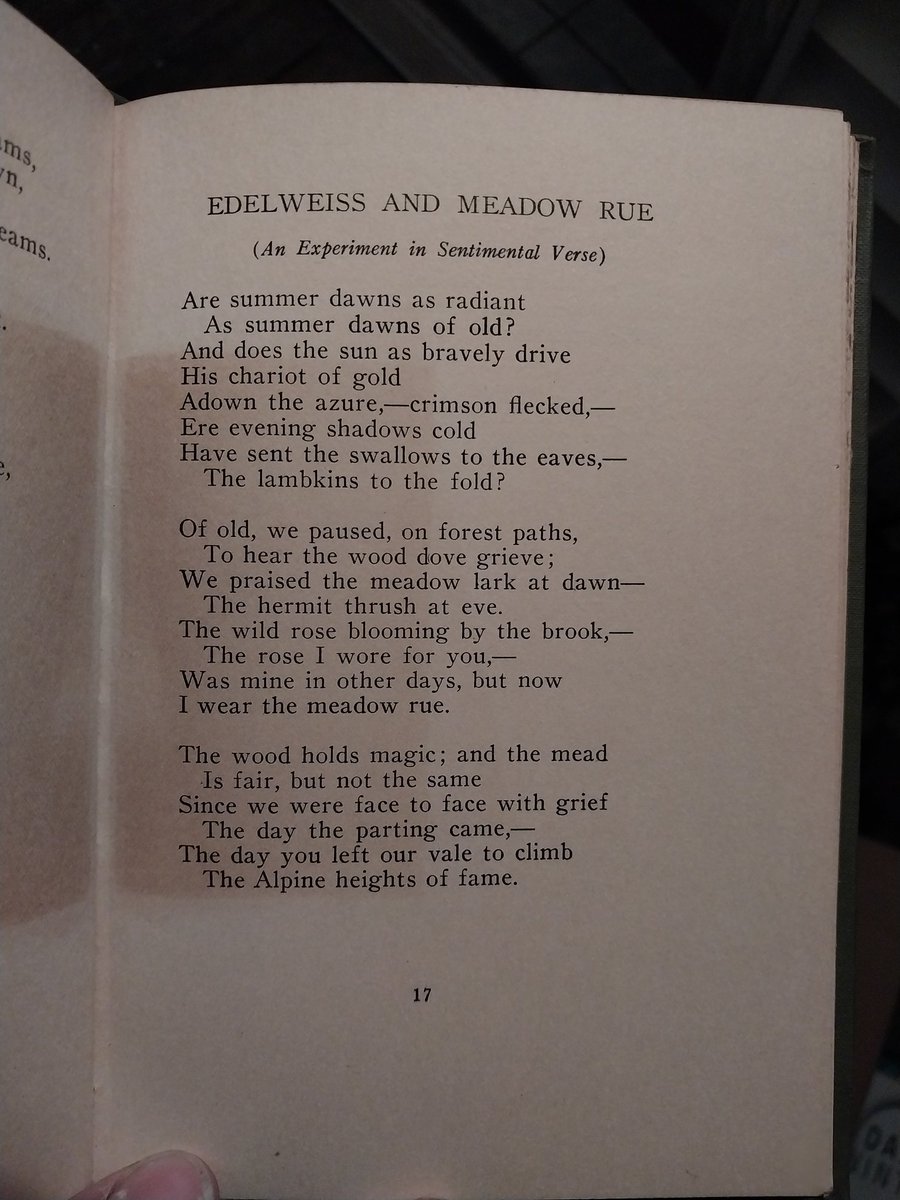 ms,
n,
eams.
.
e,
EDELWEISS AND MEADOW RUE
(An Experiment in Sentimental Verse)
Are summer dawns as radiant
As summer dawns of old?
And does the sun as bravely drive
His chariot of gold
Adown the azure,—crimson flecked,—
Ere evening shadows cold
Have sent the swallows to the eaves,—
The lambkins to the fold?
Of old, we paused, on forest paths,
To hear the wood dove grieve;
We praised the meadow lark at dawn—
The hermit thrush at eve.
The wild rose blooming by the brook,—
The rose I wore for you,—
Was mine in other days, but now
I wear the meadow rue.
The wood holds magic; and the mead
Is fair, but not the same
Since we were face to face with grief
The day the parting came,—
The day you left our vale to climb
The Alpine heights of fame.
17